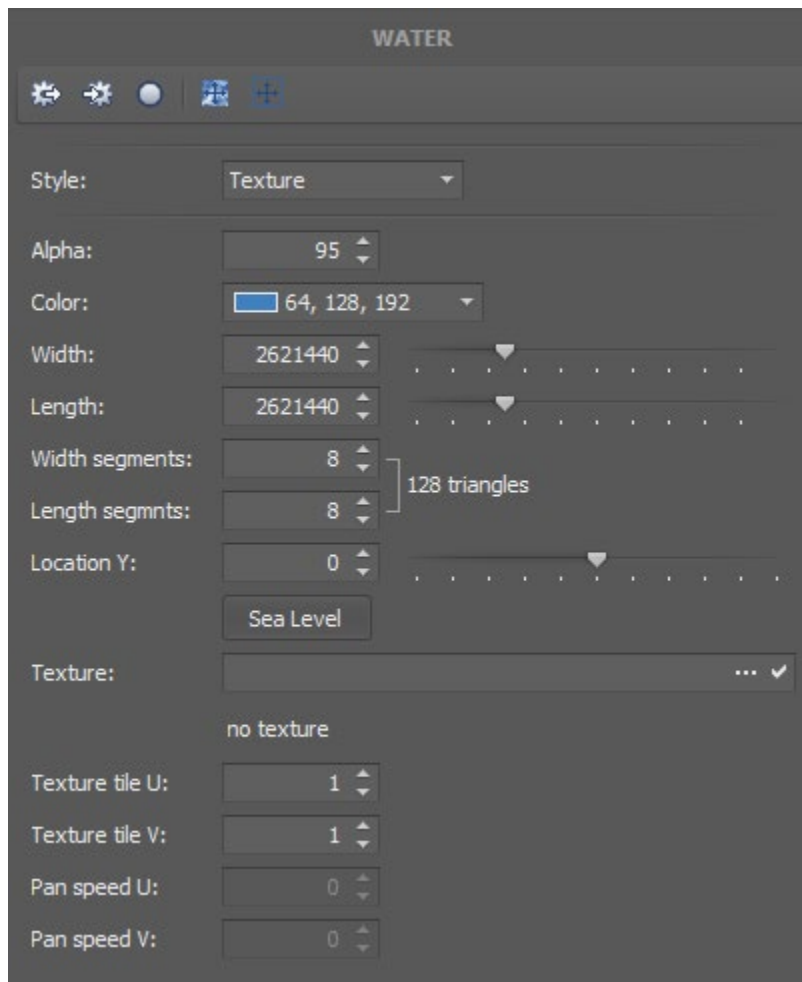 WATER
Style: Texture
Alpha: 95
Color: 64, 128, 192
Width: 2621440
Length: 2621440
Width segments: 8
128 triangles
Length segmnts: 8
Location Y: 0
Sea Level
Texture: ...
no texture
Texture tile U: 1
Texture tile V: 1
Pan speed U: 0
Pan speed V: 0